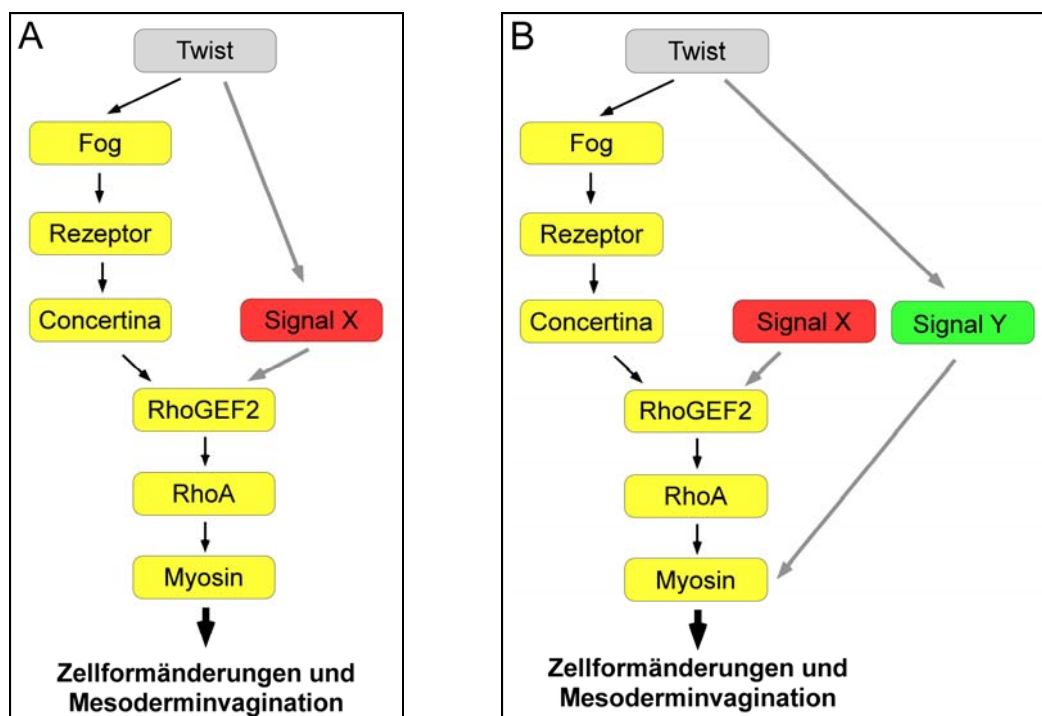 A
Twist
Fog
Rezeptor
Concertina
Signal X
RhoGEF2
RhoA
Myosin
Zellformänderungen und
Mesoderminvagination
B
Twist
Fog
Rezeptor
Concertina
Signal X
Signal Y
RhoGEF2
RhoA
Myosin
Zellformänderungen und
Mesoderminvagination